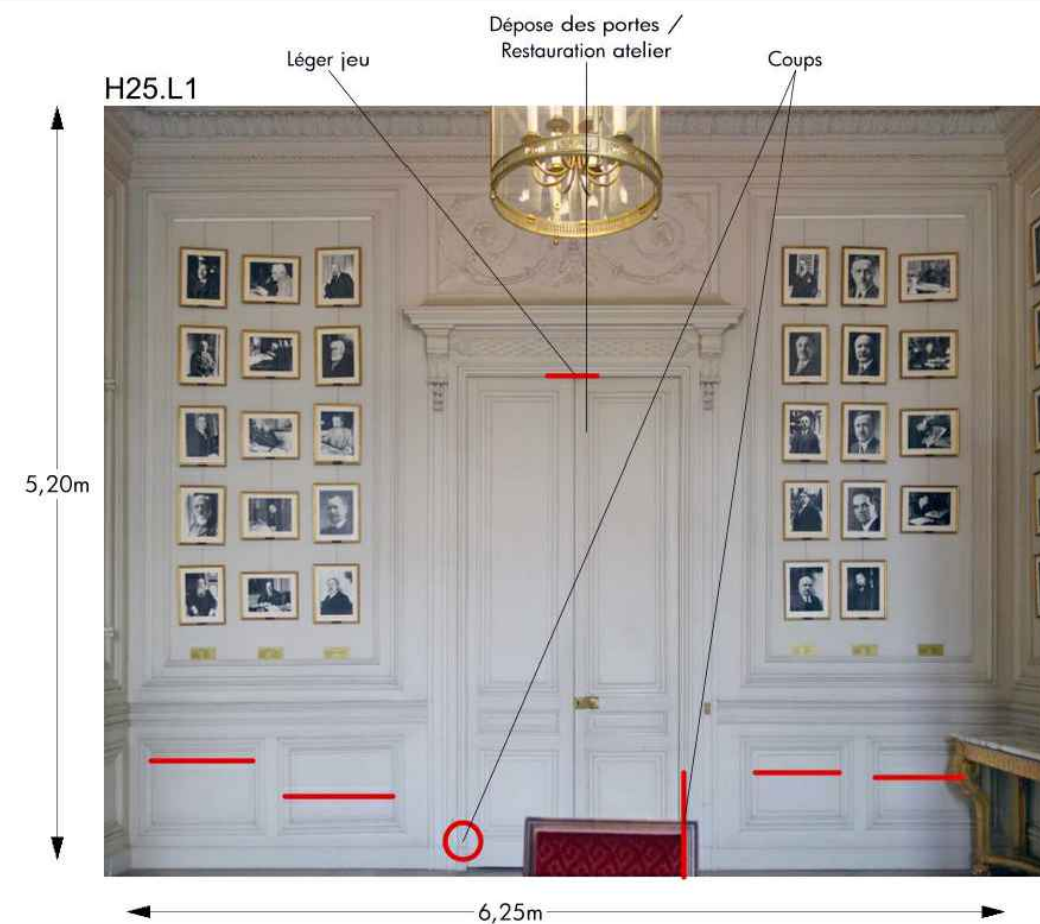 Dépose des portes /
Restauration atelier
Léger jeu
Coups
H25.L1
5,20m
6,25m